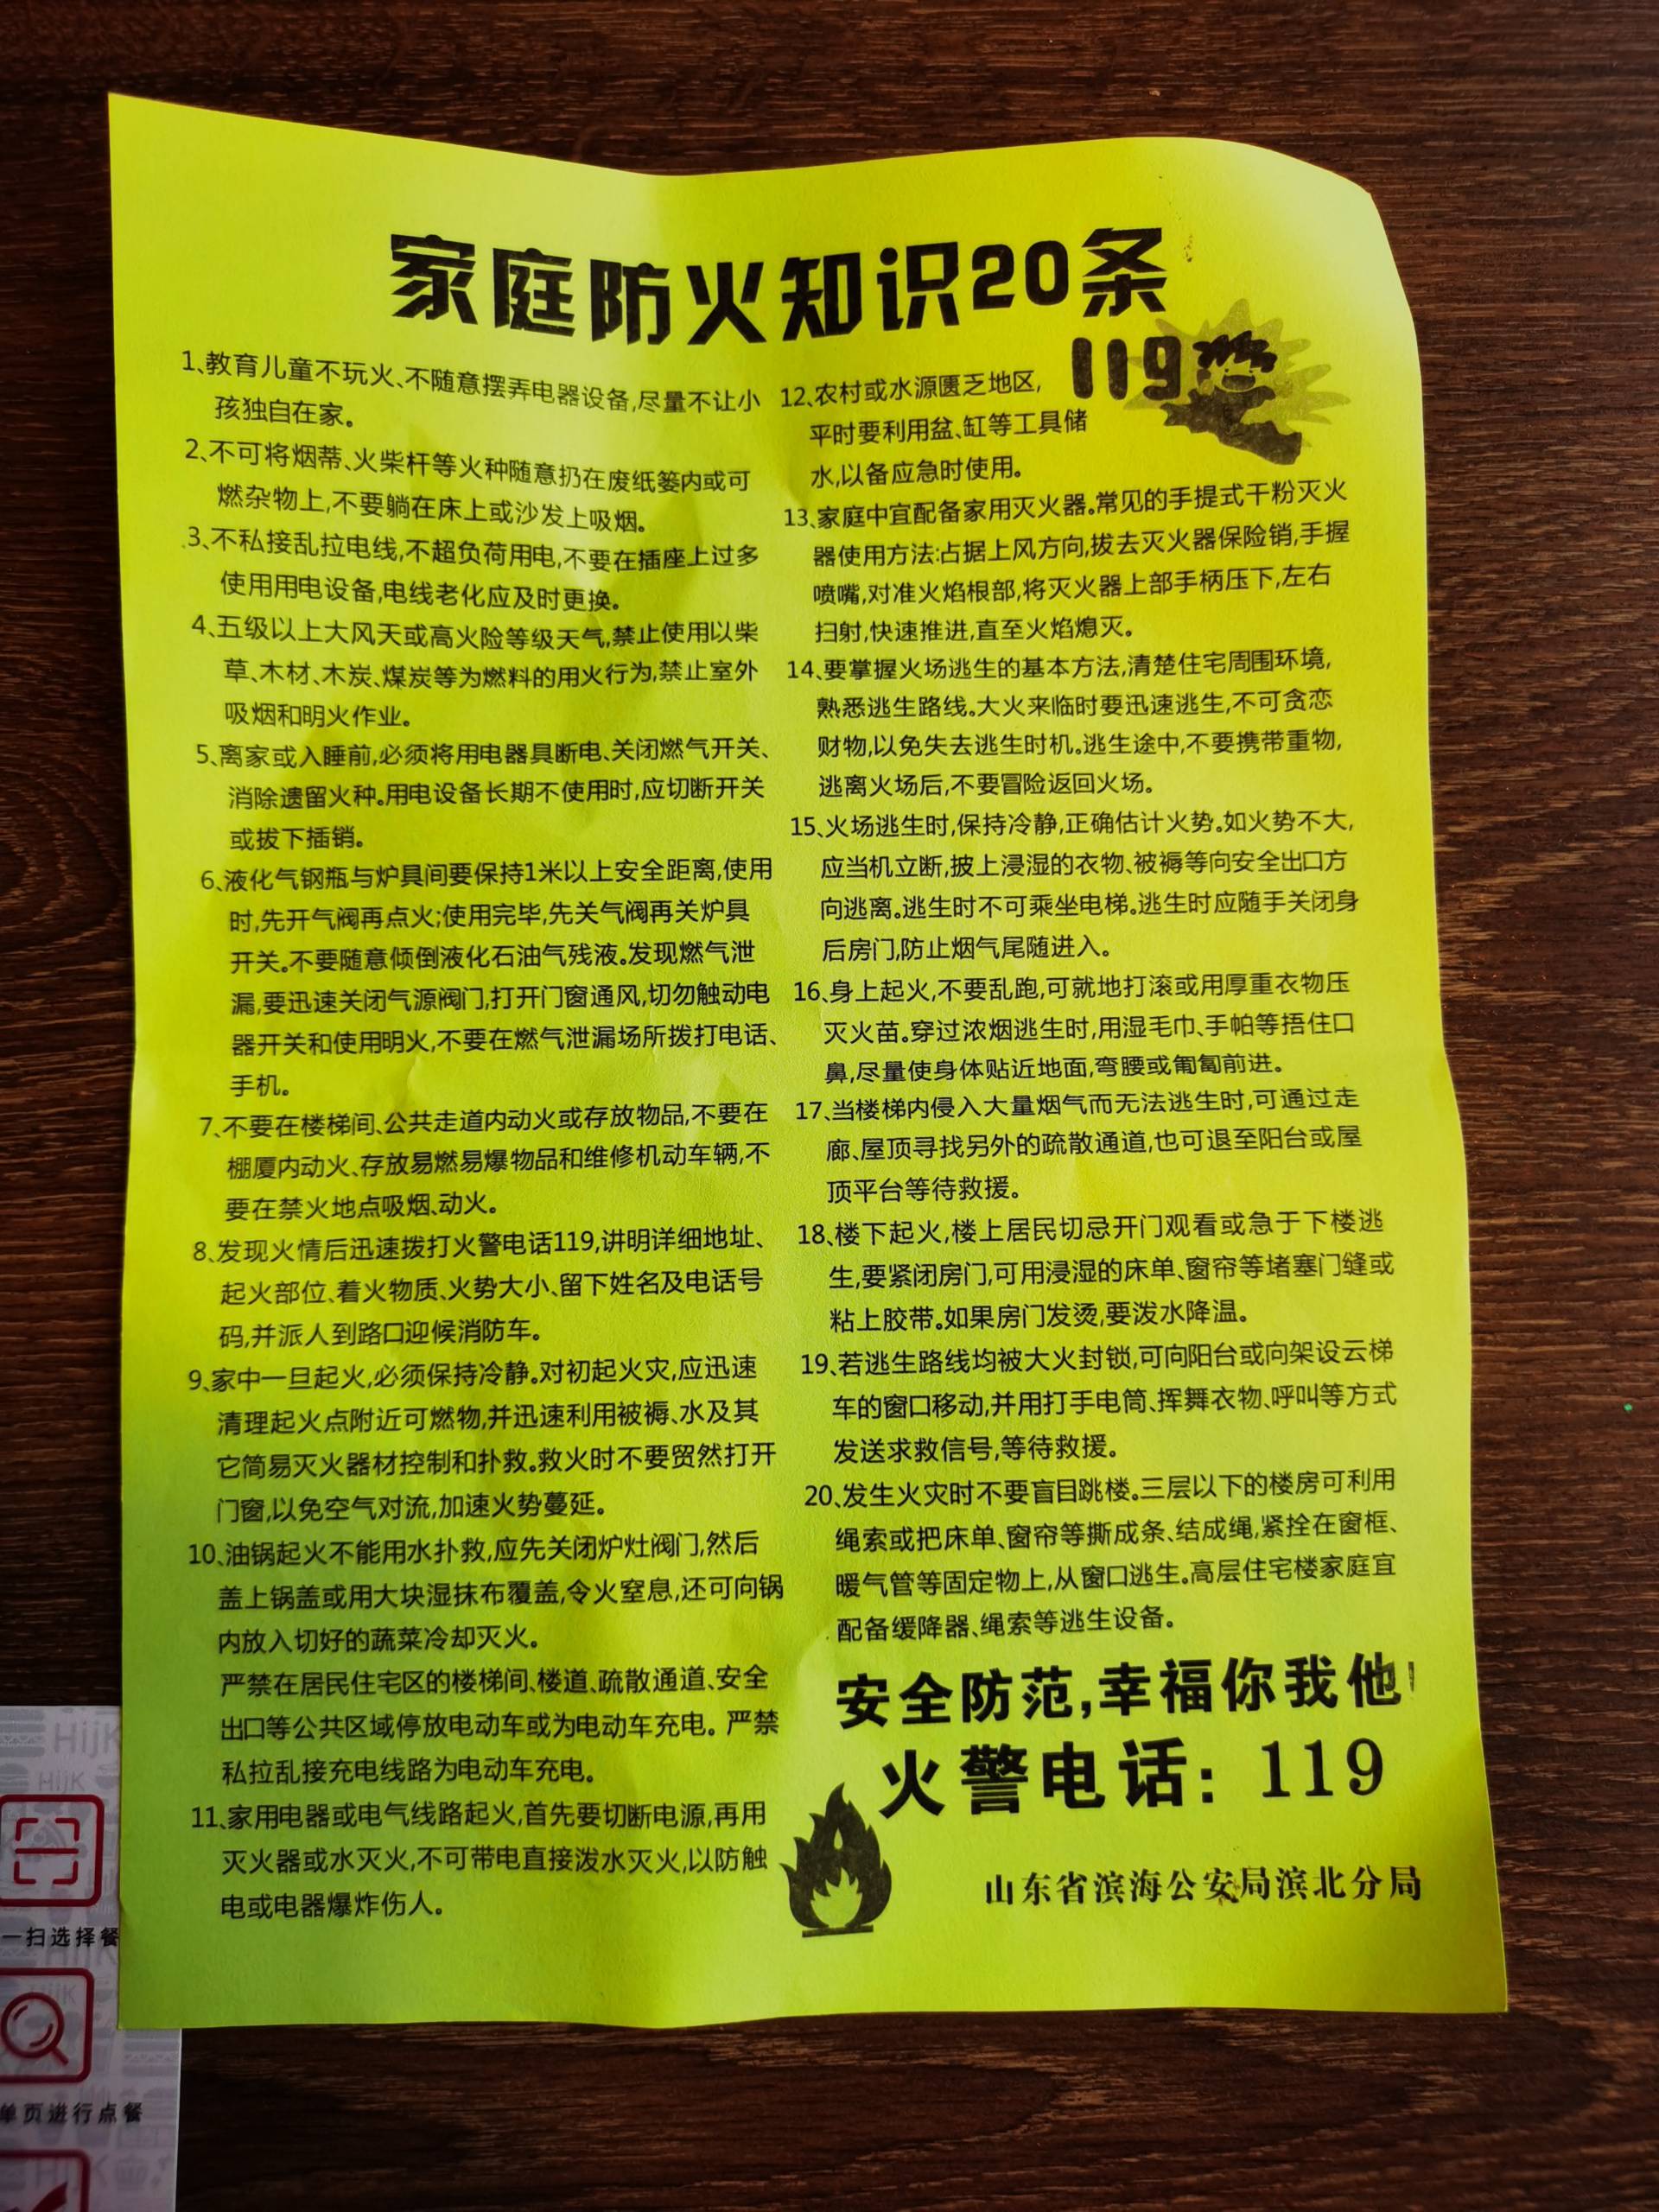 家庭防火知识20条
119
1、教育儿童不玩火、不随意摆弄电器设备,尽量不让小
孩独自在家。
2、不可将烟蒂、火柴杆等火种随意扔在废纸篓内或可
燃杂物上,不要躺在床上或沙发上吸烟。
3、不私接乱拉电线,不超负荷用电,不要在插座上过多
使用用电设备,电线老化应及时更换。
4、五级以上大风天或高火险等级天气,禁止使用以柴
草、木材、木炭、煤炭等为燃料的用火行为,禁止室外
吸烟和明火作业。
5、离家或入睡前,必须将用电器具断电、关闭燃气开关、
消除遗留火种。用电设备长期不使用时,应切断开关
或拔下插销。
6、液化气钢瓶与炉具间要保持1米以上安全距离,使用
时,先开气阀再点火;使用完毕,先关气阀再关炉具
开关。不要随意倾倒液化石油气残液。发现燃气泄
漏,要迅速关闭气源阀门,打开门窗通风,切勿触动电
器开关和使用明火,不要在燃气泄漏场所拨打电话、
手机。
7、不要在楼梯间、公共走道内动火或存放物品,不要在
棚厦内动火、存放易燃易爆物品和维修机动车辆,不
要在禁火地点吸烟、动火。
8、发现火情后迅速拨打火警电话119,讲明详细地址、
起火部位、着火物质、火势大小、留下姓名及电话号
码,并派人到路口迎候消防车。
9、家中一旦起火,必须保持冷静。对初起火灾,应迅速
清理起火点附近可燃物,并迅速利用被褥、水及其
它简易灭火器材控制和扑救。救火时不要贸然打开
门窗,以免空气对流,加速火势蔓延。
10、油锅起火不能用水扑救,应先关闭炉灶阀门,然后
盖上锅盖或用大块湿抹布覆盖,令火窒息,还可向锅
内放入切好的蔬菜冷却灭火。
严禁在居民住宅区的楼梯间、楼道、疏散通道、安全
出口等公共区域停放电动车或为电动车充电。严禁
私拉乱接充电线路为电动车充电。
11、家用电器或电气线路起火,首先要切断电源,再用
灭火器或水灭火,不可带电直接泼水灭火,以防触
电或电器爆炸伤人。
12、农村或水源匮乏地区,
平时要利用盆、缸等工具储
水,以备应急时使用。
13、家庭中宜配备家用灭火器。常见的手提式干粉灭火
器使用方法:占据上风方向,拔去灭火器保险销,手握
喷嘴,对准火焰根部,将灭火器上部手柄压下,左右
扫射,快速推进,直至火焰熄灭。
14、要掌握火场逃生的基本方法,清楚住宅周围环境,
熟悉逃生路线。大火来临时要迅速逃生,不可贪恋
财物,以免失去逃生时机。逃生途中,不要携带重物,
逃离火场后,不要冒险返回火场。
15、火场逃生时,保持冷静,正确估计火势。如火势不大,
应当机立断,披上浸湿的衣物、被褥等向安全出口方
向逃离。逃生时不可乘坐电梯。逃生时应随手关闭身
后房门,防止烟气尾随进入。
16、身上起火,不要乱跑,可就地打滚或用厚重衣物压
灭火苗。穿过浓烟逃生时,用湿毛巾、手帕等捂住口
鼻,尽量使身体贴近地面,弯腰或匍匐前进。
17、当楼梯内侵入大量烟气而无法逃生时,可通过走
廊、屋顶寻找另外的疏散通道,也可退至阳台或屋
顶平台等待救援。
18、楼下起火,楼上居民切忌开门观看或急于下楼逃
生,要紧闭房门,可用浸湿的床单、窗帘等堵塞门缝或
粘上胶带。如果房门发烫,要泼水降温。
19、若逃生路线均被大火封锁,可向阳台或向架设云梯
车的窗口移动,并用打手电筒、挥舞衣物、呼叫等方式
发送求救信号,等待救援。
20、发生火灾时不要盲目跳楼。三层以下的楼房可利用
绳索或把床单、窗帘等撕成条、结成绳,紧拴在窗框、
暖气管等固定物上,从窗口逃生。高层住宅楼家庭宜
配备缓降器、绳索等逃生设备。
安全防范,幸福你我他!
火警电话: 119
山东省滨海公安局滨北分局
HijK
HijK
一扫选择餐
单页进行点餐
HijK